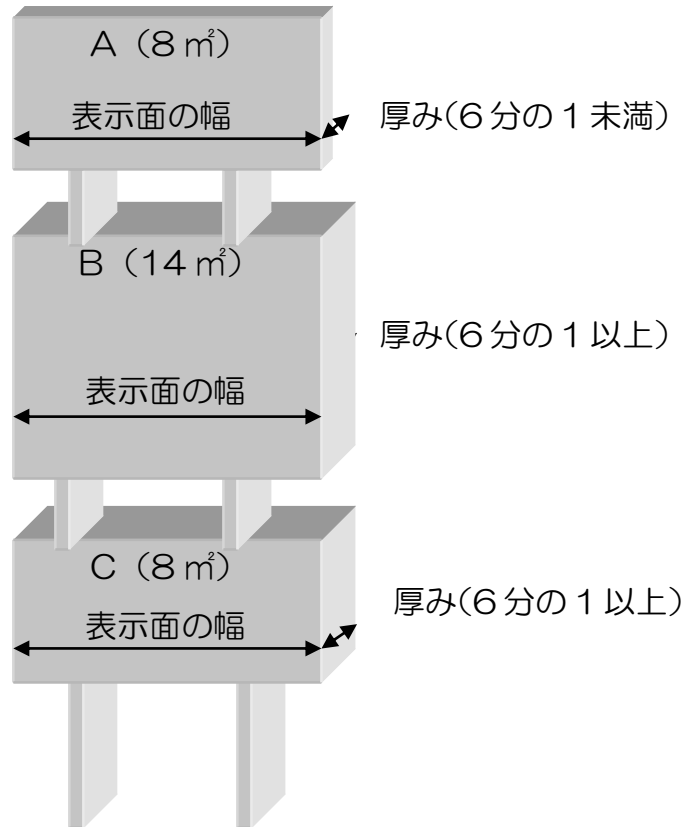 A（8㎡）
表示面の幅
厚み(6分の1未満）
B（14㎡）
厚み(6分の1以上）
表示面の幅
C（8㎡）
厚み(6分の1以上）
表示面の幅